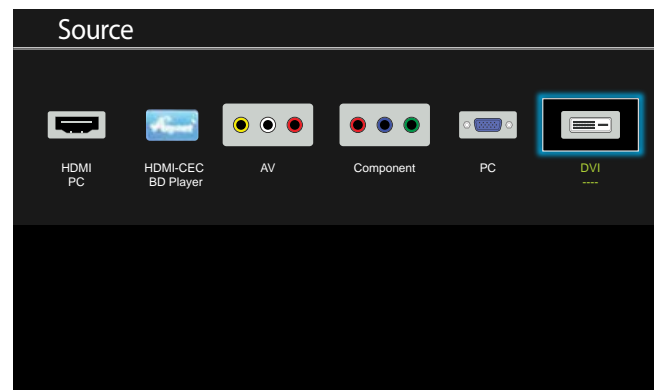 Source
HDMI
PC
HDMI-CEC
BD Player
AV
Component
PC
DVI
----